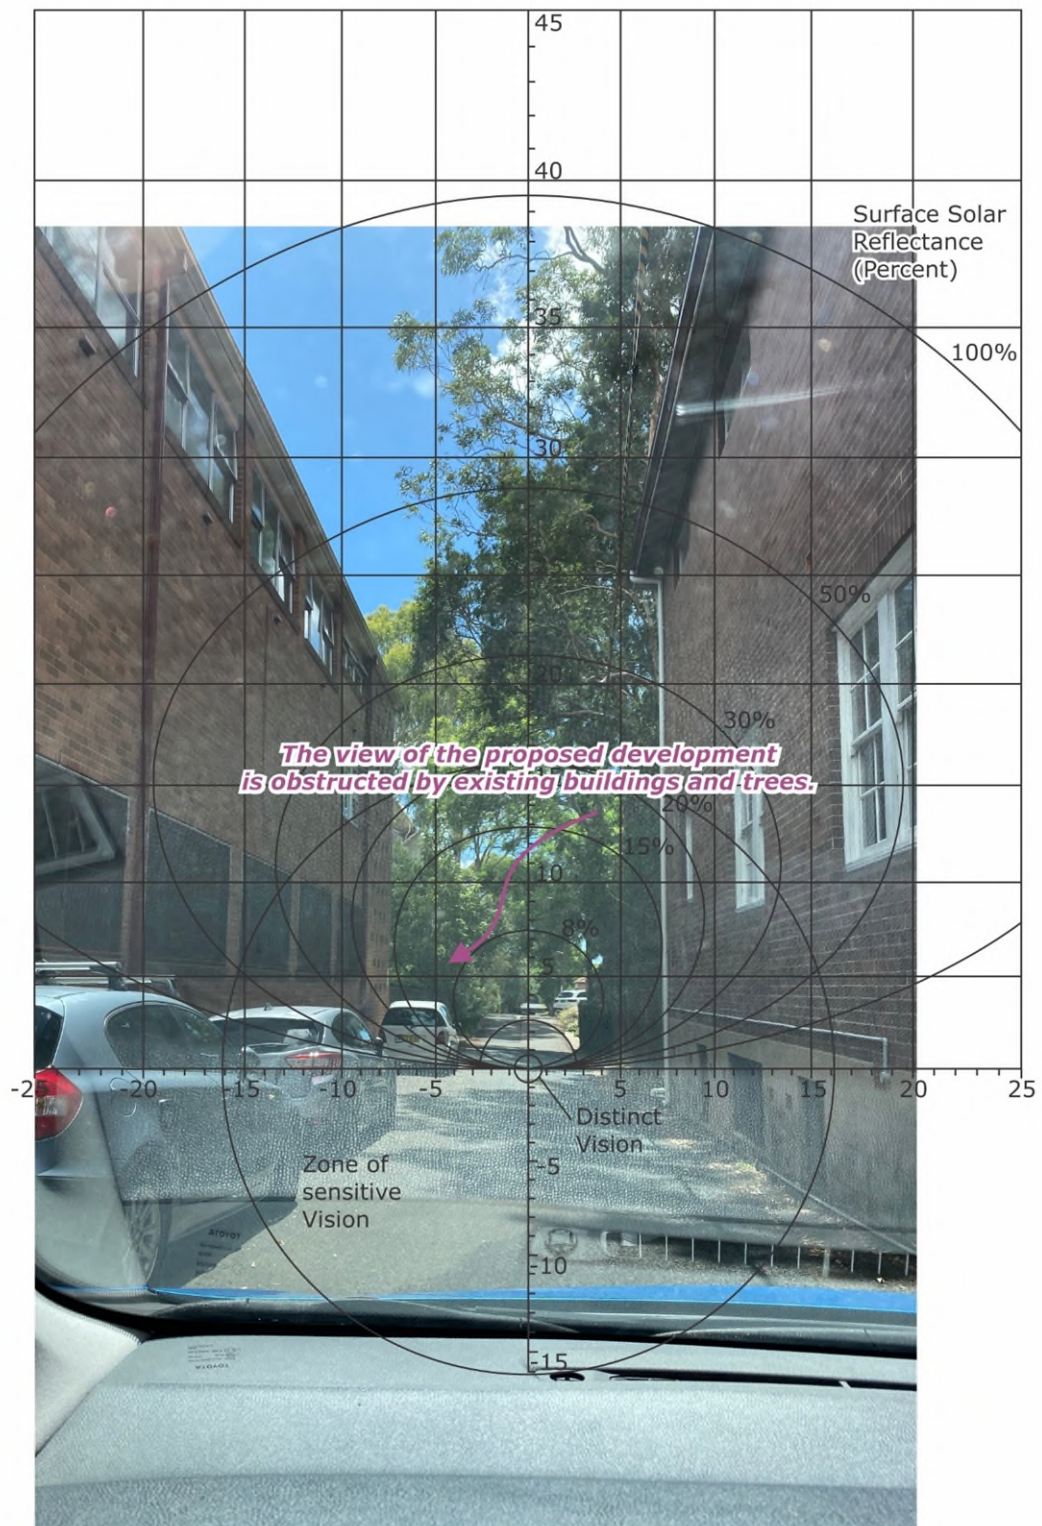 45
40
Surface Solar
Reflectance
(Percent)
35
100%
30
50%
20
30%
The view of the proposed development
is obstructed by existing buildings and trees.
20%
15%
10
8%
5
-25 -20 -15 -10 -5 5 10 15 20 25
Distinct
Vision
-5
Zone of
sensitive
Vision
TOYOTA
-10
-15
TOYOTA